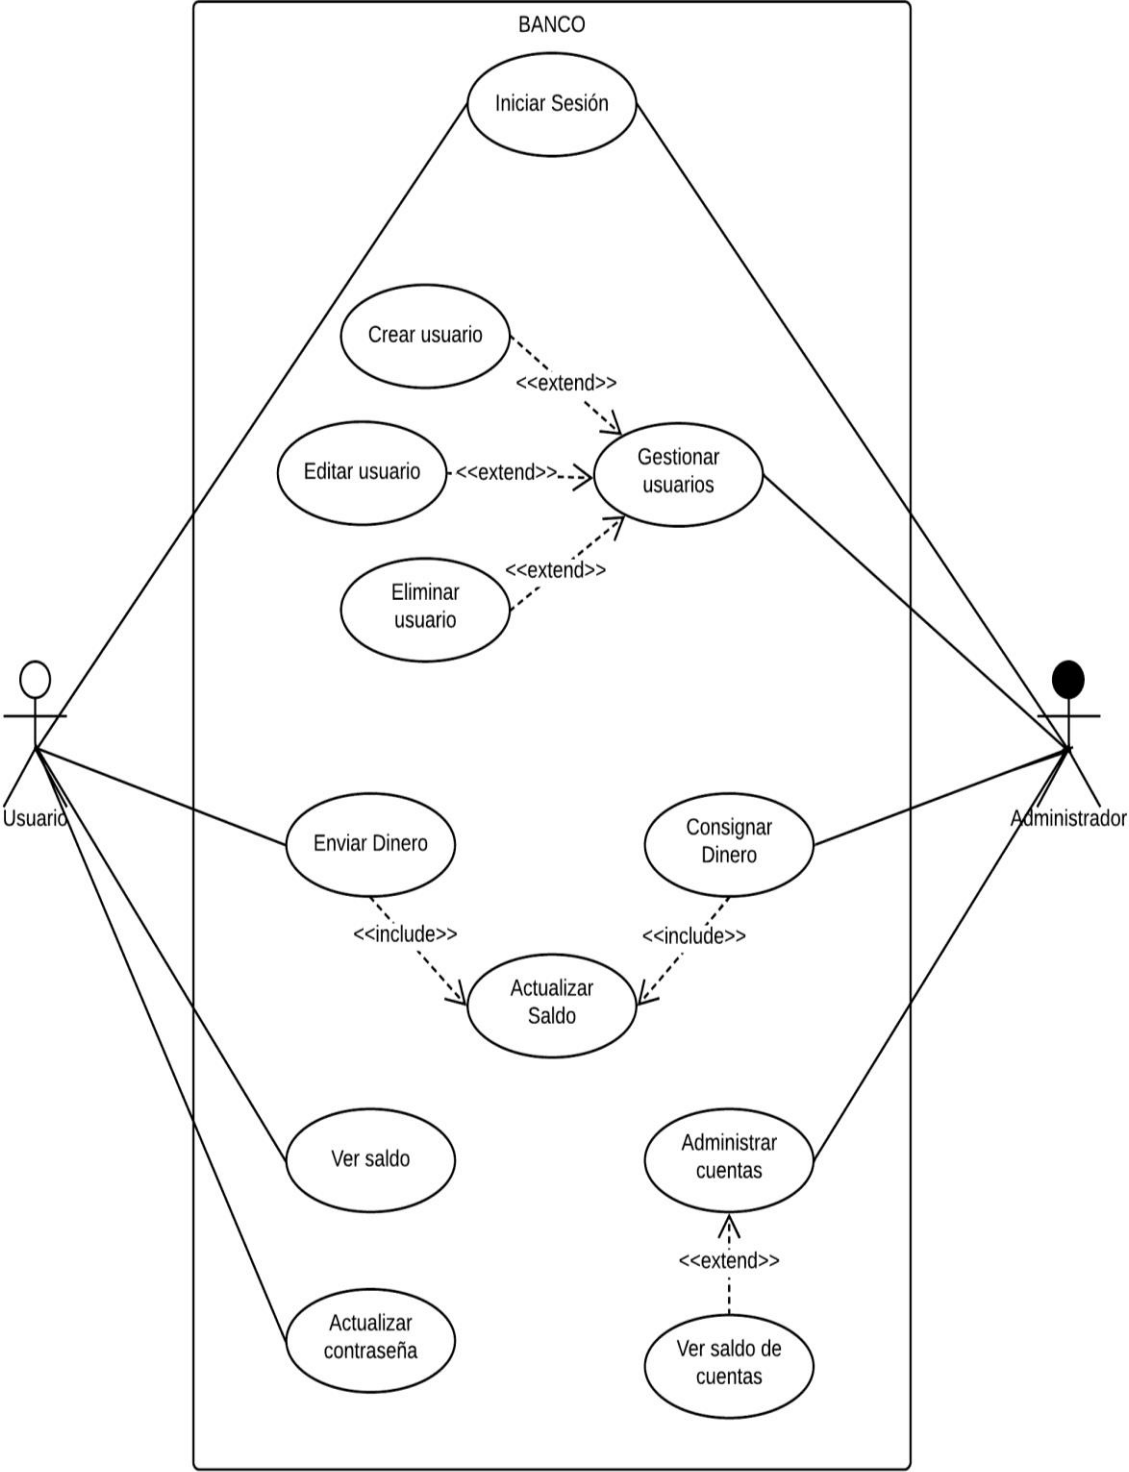 BANCO
Iniciar Sesión
Crear usuario
<<extend>>
Editar usuario
<<extend>>
Gestionar
usuarios
<<extend>>
Eliminar
usuario
Usuario
Administrador
Enviar Dinero
Consignar
Dinero
<<include>>
<<include>>
Actualizar
Saldo
Ver saldo
Administrar
cuentas
<<extend>>
Actualizar
contraseña
Ver saldo de
cuentas